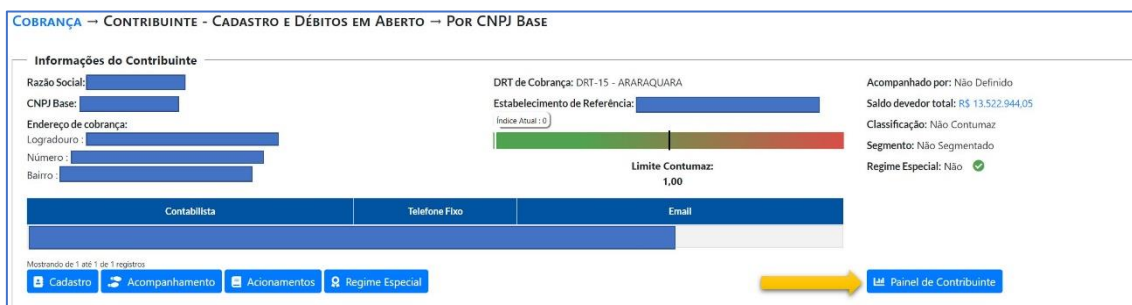 COBRANÇA → CONTRIBUINTE - CADASTRO E DÉBITOS EM ABERTO → POR CNPJ BASE
Informações do Contribuinte
Razão Social:
CNPJ Base:
Endereço de cobrança:
Logradouro :
Número :
Bairro :
DRT de Cobrança: DRT-15 - ARARAQUARA
Estabelecimento de Referência:
Índice Atual : 0
Limite Contumaz:
1,00
Acompanhado por: Não Definido
Saldo devedor total: R$ 13.522.944,05
Classificação: Não Contumaz
Segmento: Não Segmentado
Regime Especial: Não
Contabilista Telefone Fixo Email
Mostrando de 1 até 1 de 1 registros
Cadastro Acompanhamento Acionamentos Regime Especial Painel de Contribuinte